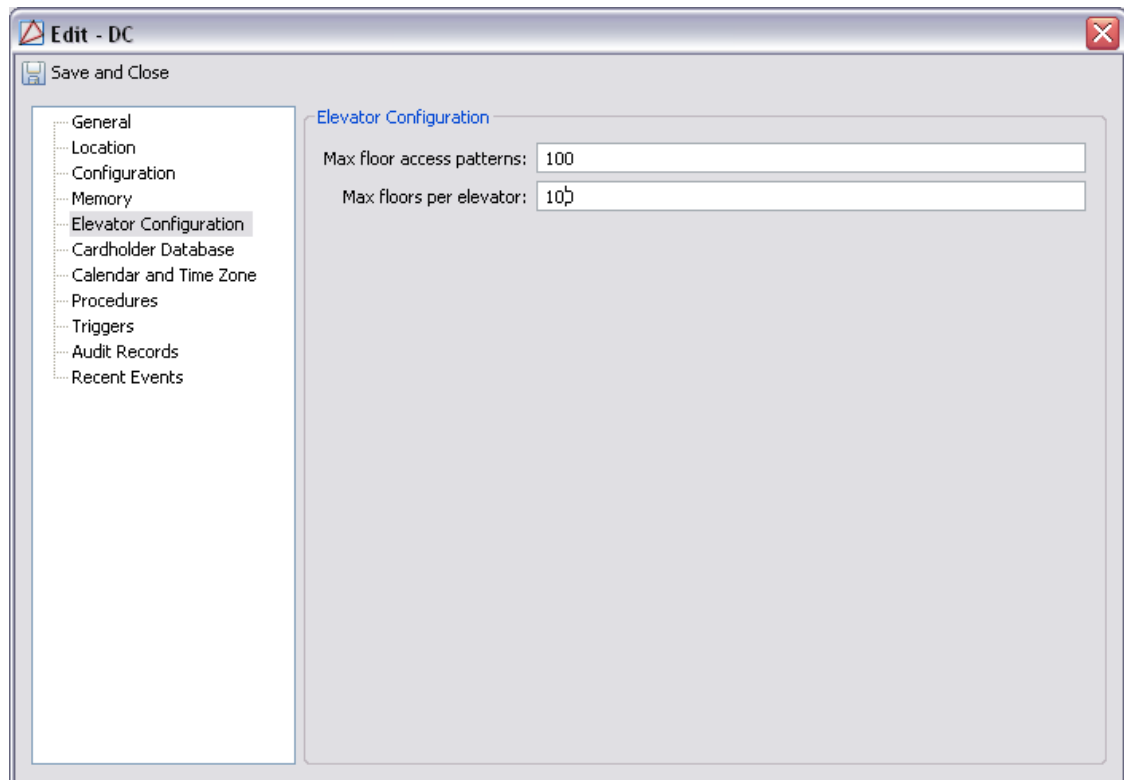 Edit - DC
Save and Close
General
Location
Configuration
Memory
Elevator Configuration
Cardholder Database
Calendar and Time Zone
Procedures
Triggers
Audit Records
Recent Events
Elevator Configuration
Max floor access patterns: 100
Max floors per elevator: